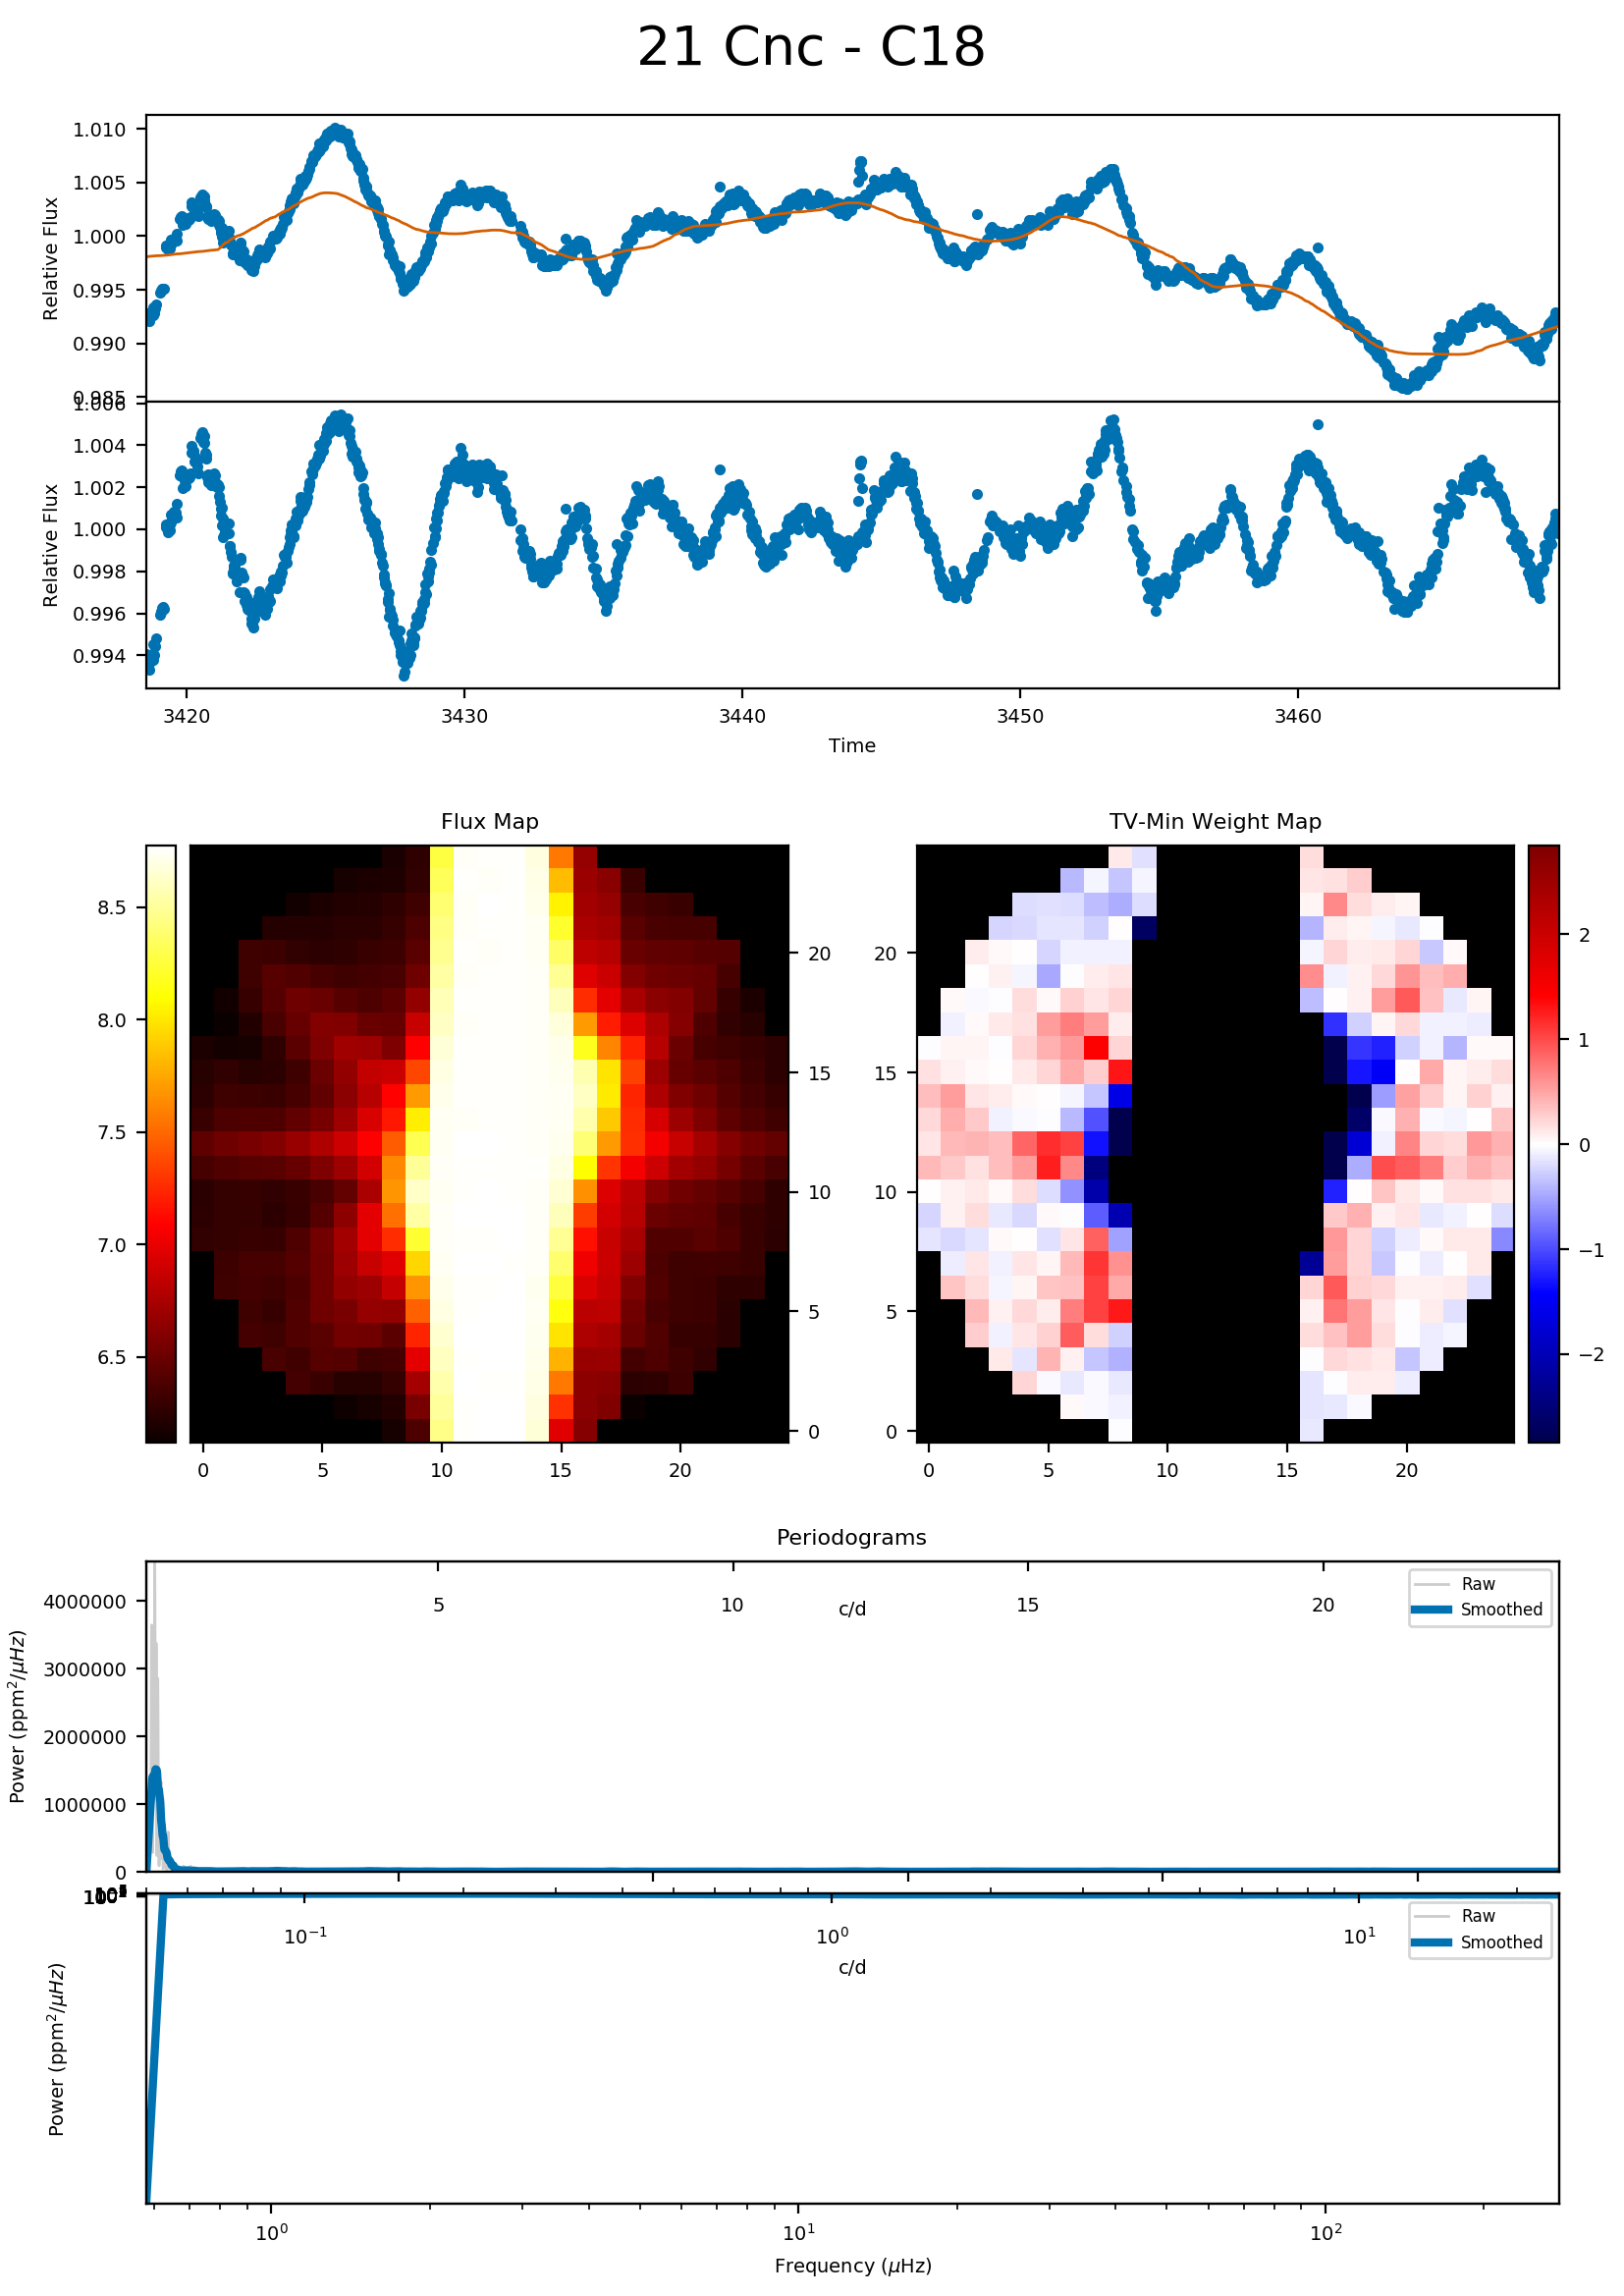 21 Cnc - C18
1.010
1.005
1.000
0.995
0.990
0.985
Relative Flux
1.006
1.004
1.002
1.000
0.998
0.996
0.994
Relative Flux
3420 3430 3440 3450 3460
Time
Flux Map
8.5
8.0
7.5
7.0
6.5
20
15
10
5
0
0 5 10 15 20
TV-Min Weight Map
20
15
10
5
0
0 5 10 15 20
2
1
0
−1
−2
Periodograms
4000000
3000000
2000000
1000000
0
Power (ppm²/μHz)
5 10 15 20
c/d
Raw
Smoothed
10⁻¹ 10⁰ 10¹
c/d
Raw
Smoothed
Power (ppm²/μHz)
10⁰ 10¹ 10²
Frequency (μHz)